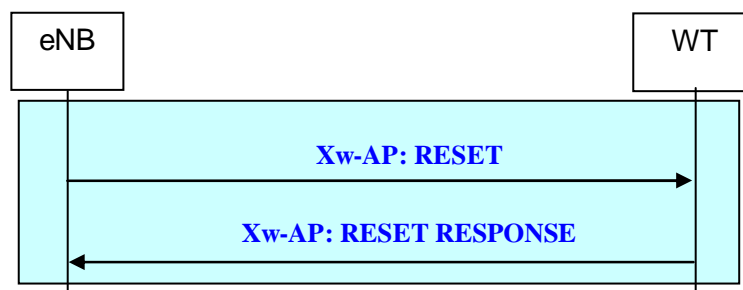 eNB
WT
Xw-AP: RESET
Xw-AP: RESET RESPONSE